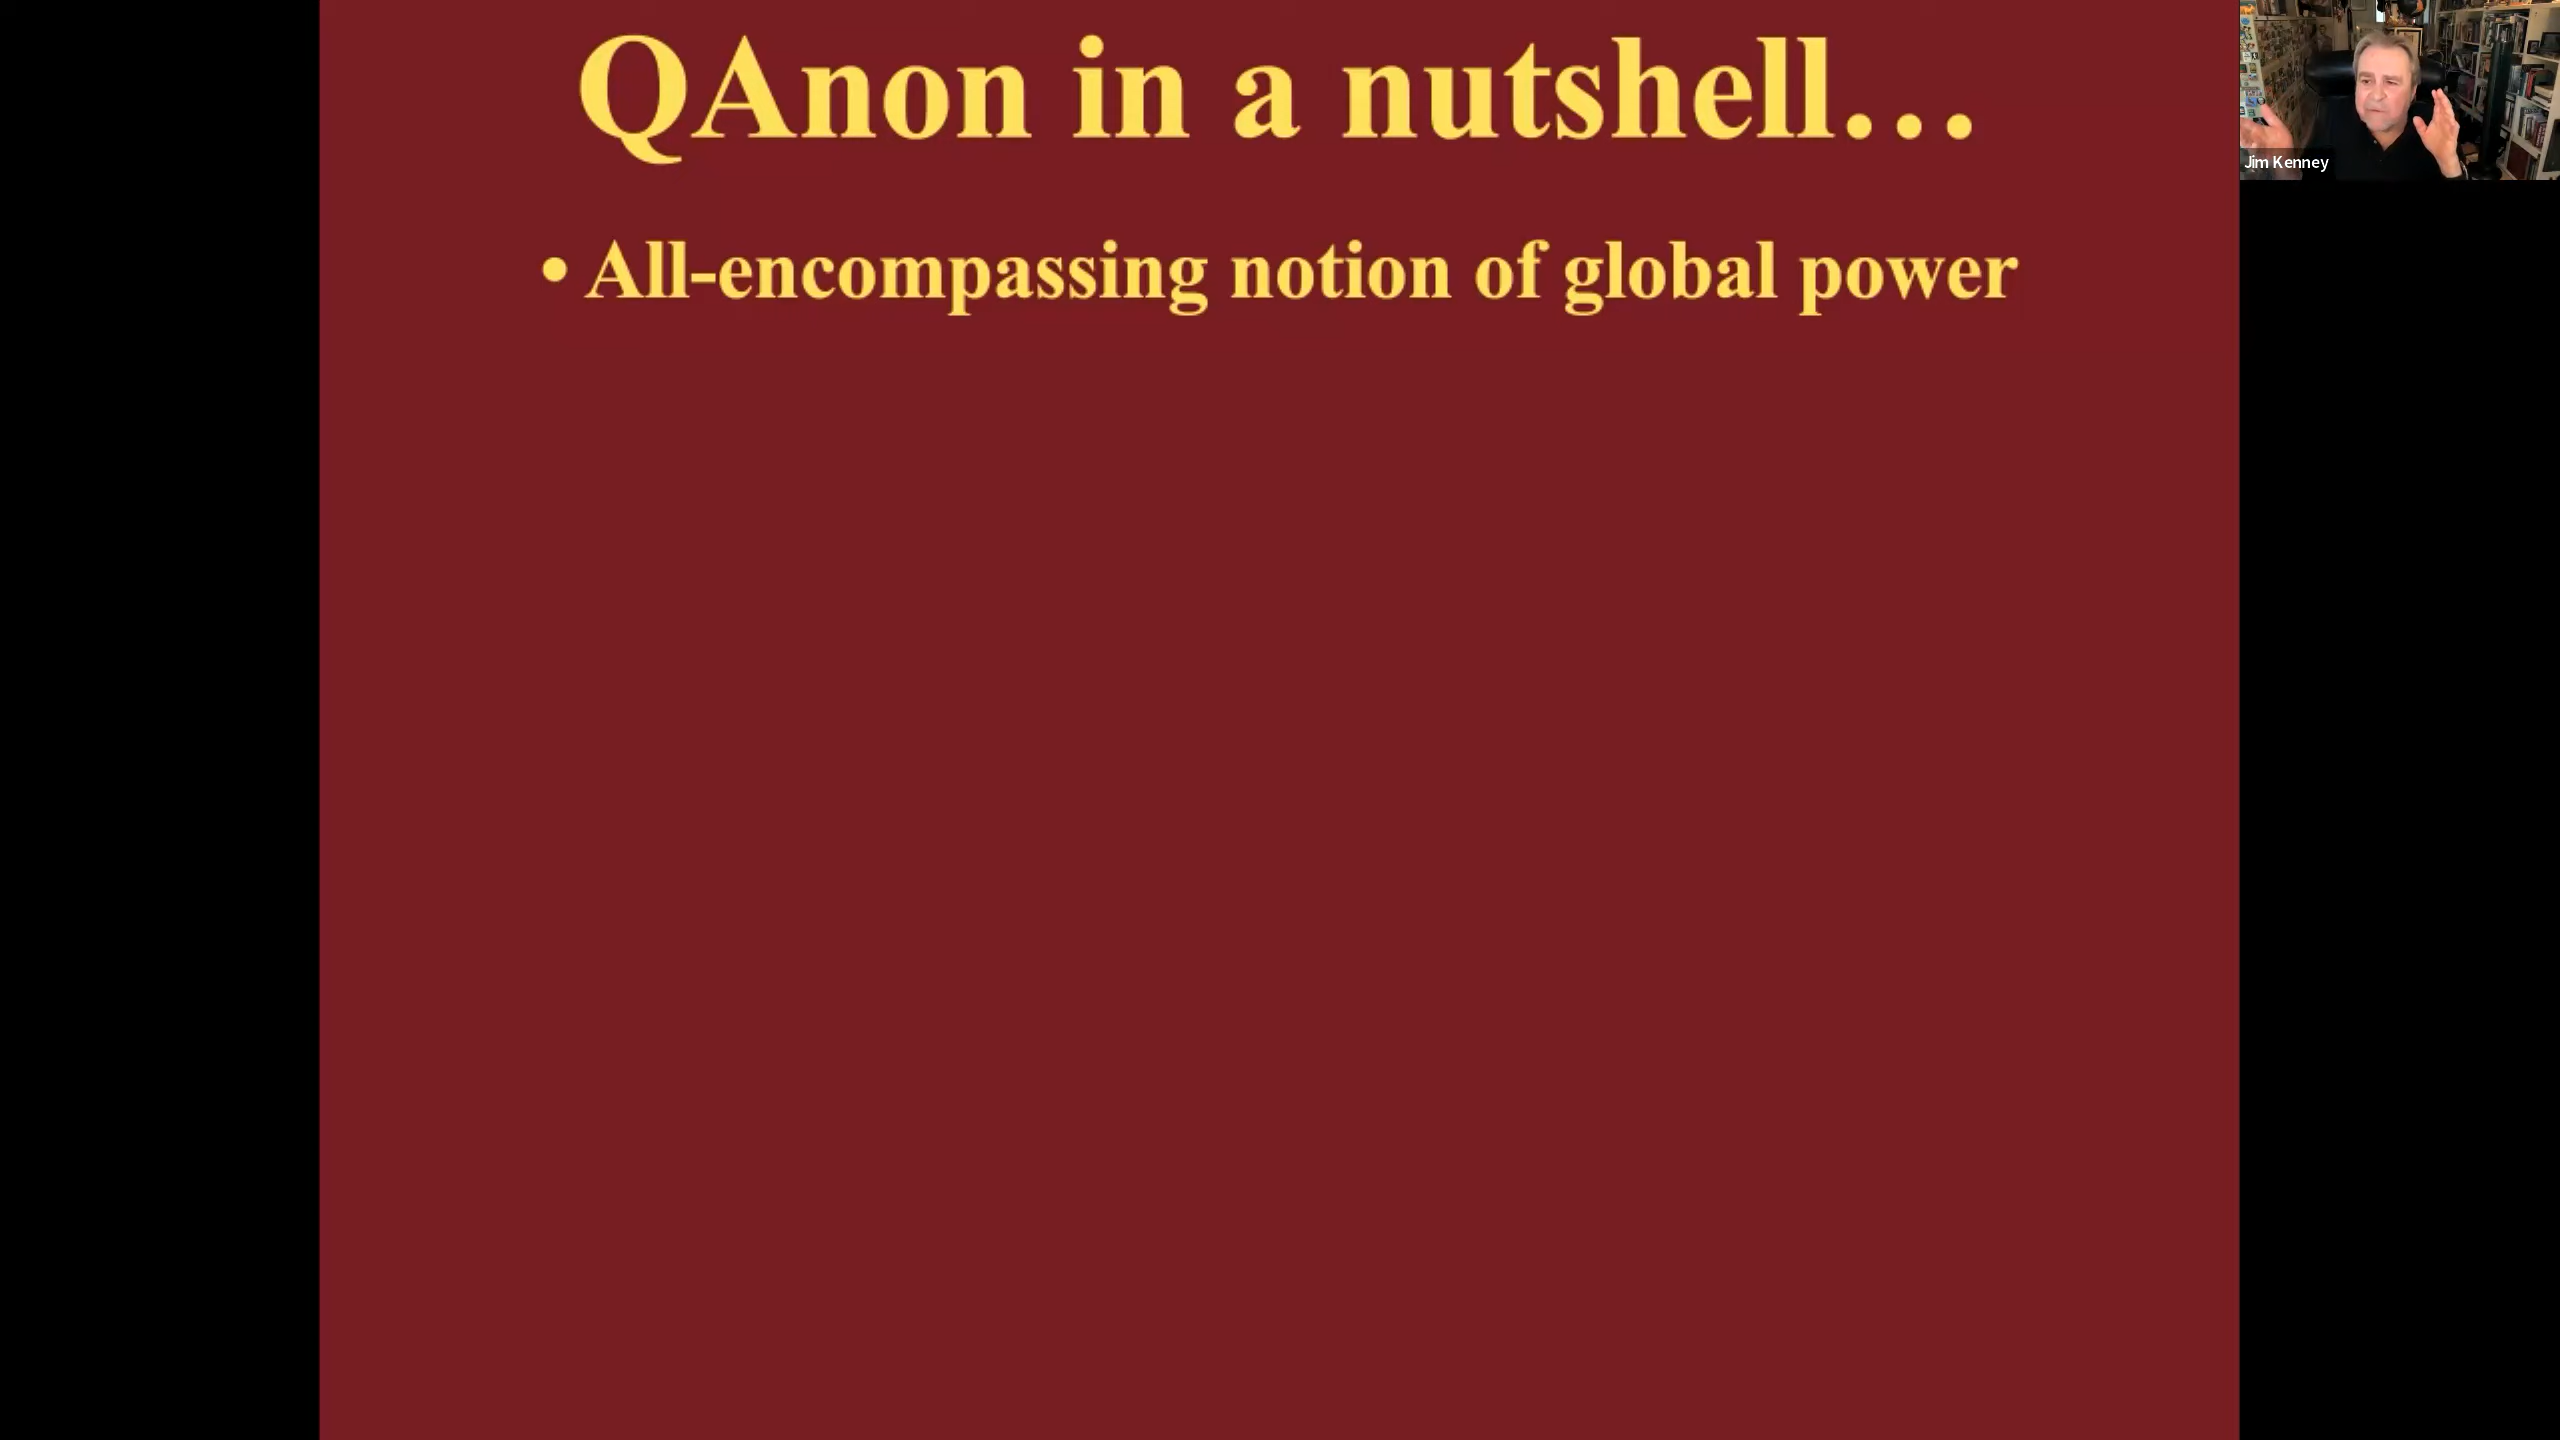 QAnon in a nutshell…
• All-encompassing notion of global power
Jim Kenney